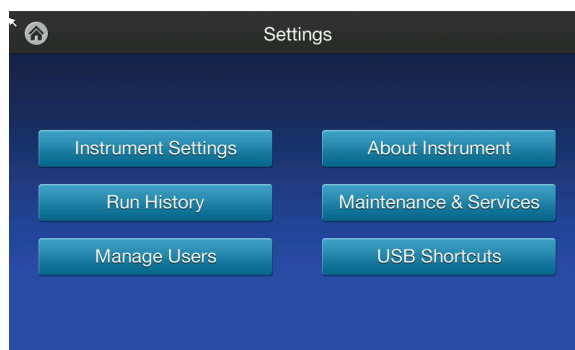 Settings
Instrument Settings
About Instrument
Run History
Maintenance & Services
Manage Users
USB Shortcuts